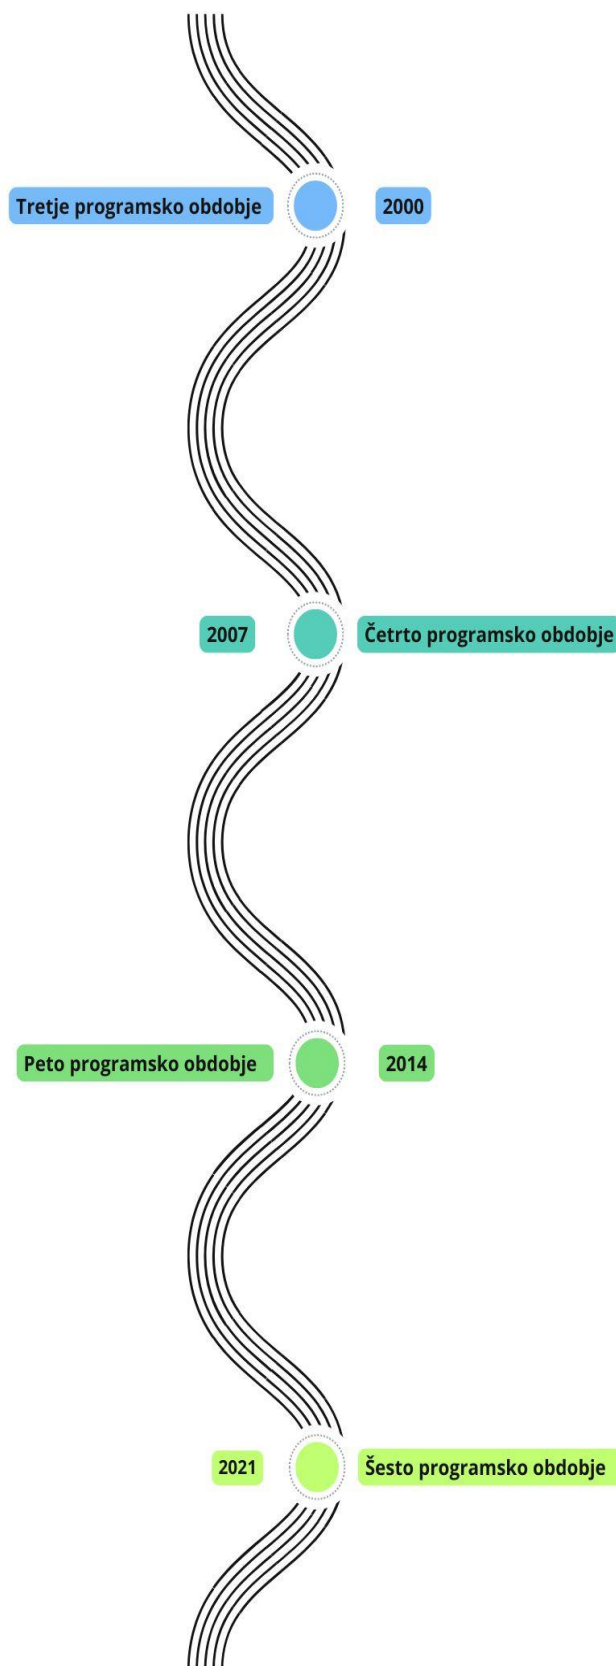 Tretje programsko obdobje
2000
2007
Četrto programsko obdobje
Peto programsko obdobje
2014
2021
Šesto programsko obdobje